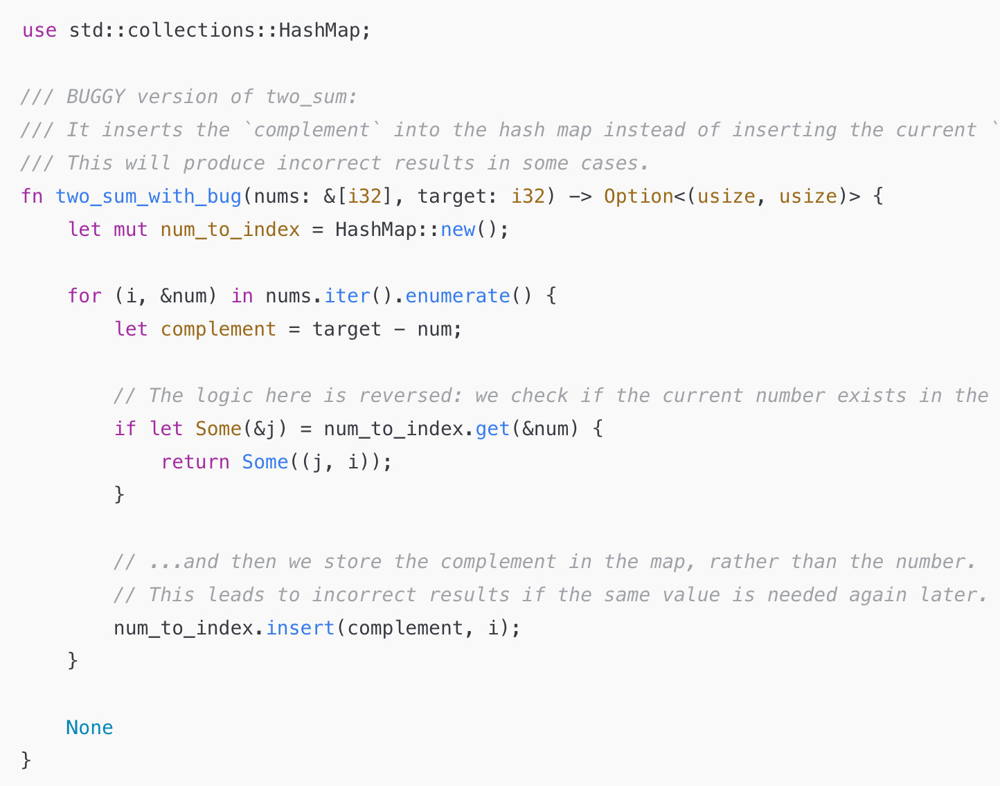 use std::collections::HashMap;

/// BUGGY version of two_sum:
/// It inserts the `complement` into the hash map instead of inserting the current `
/// This will produce incorrect results in some cases.
fn two_sum_with_bug(nums: &[i32], target: i32) -> Option<(usize, usize)> {
    let mut num_to_index = HashMap::new();

    for (i, &num) in nums.iter().enumerate() {
        let complement = target - num;

        // The logic here is reversed: we check if the current number exists in the
        if let Some(&j) = num_to_index.get(&num) {
            return Some((j, i));
        }

        // ...and then we store the complement in the map, rather than the number.
        // This leads to incorrect results if the same value is needed again later.
        num_to_index.insert(complement, i);
    }

    None
}